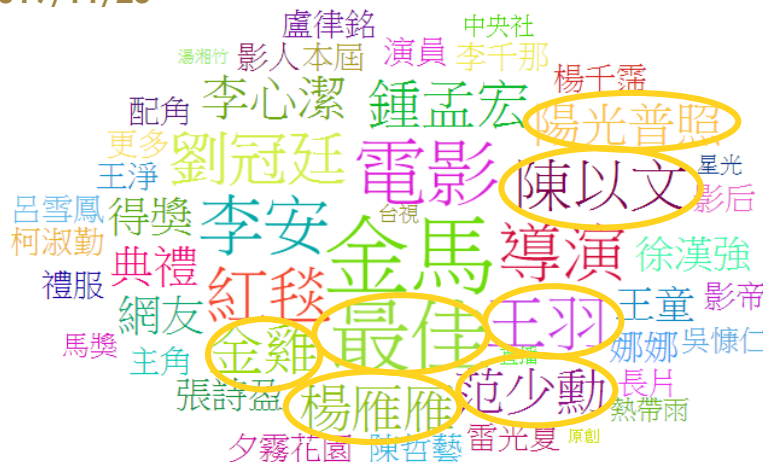 盧律銘 中央社
湯湘竹 影人 本屆 演員 李千那
配角 李心潔 鍾孟宏 楊千霈
更多 劉冠廷 電影 陽光普照
王淨 陳以文 星光
呂雪鳳 得獎 李安 台視 影后
柯淑勤 典禮 金馬 導演 徐漢強
禮服 紅毯 王童 影帝
網友 最佳 王羽
馬獎 主角 金雞 直播 娜娜 吳慷仁
張詩盈 楊雁雁 范少勳 長片
熱帶雨
夕霧花園 陳哲藝 雷光夏 原創